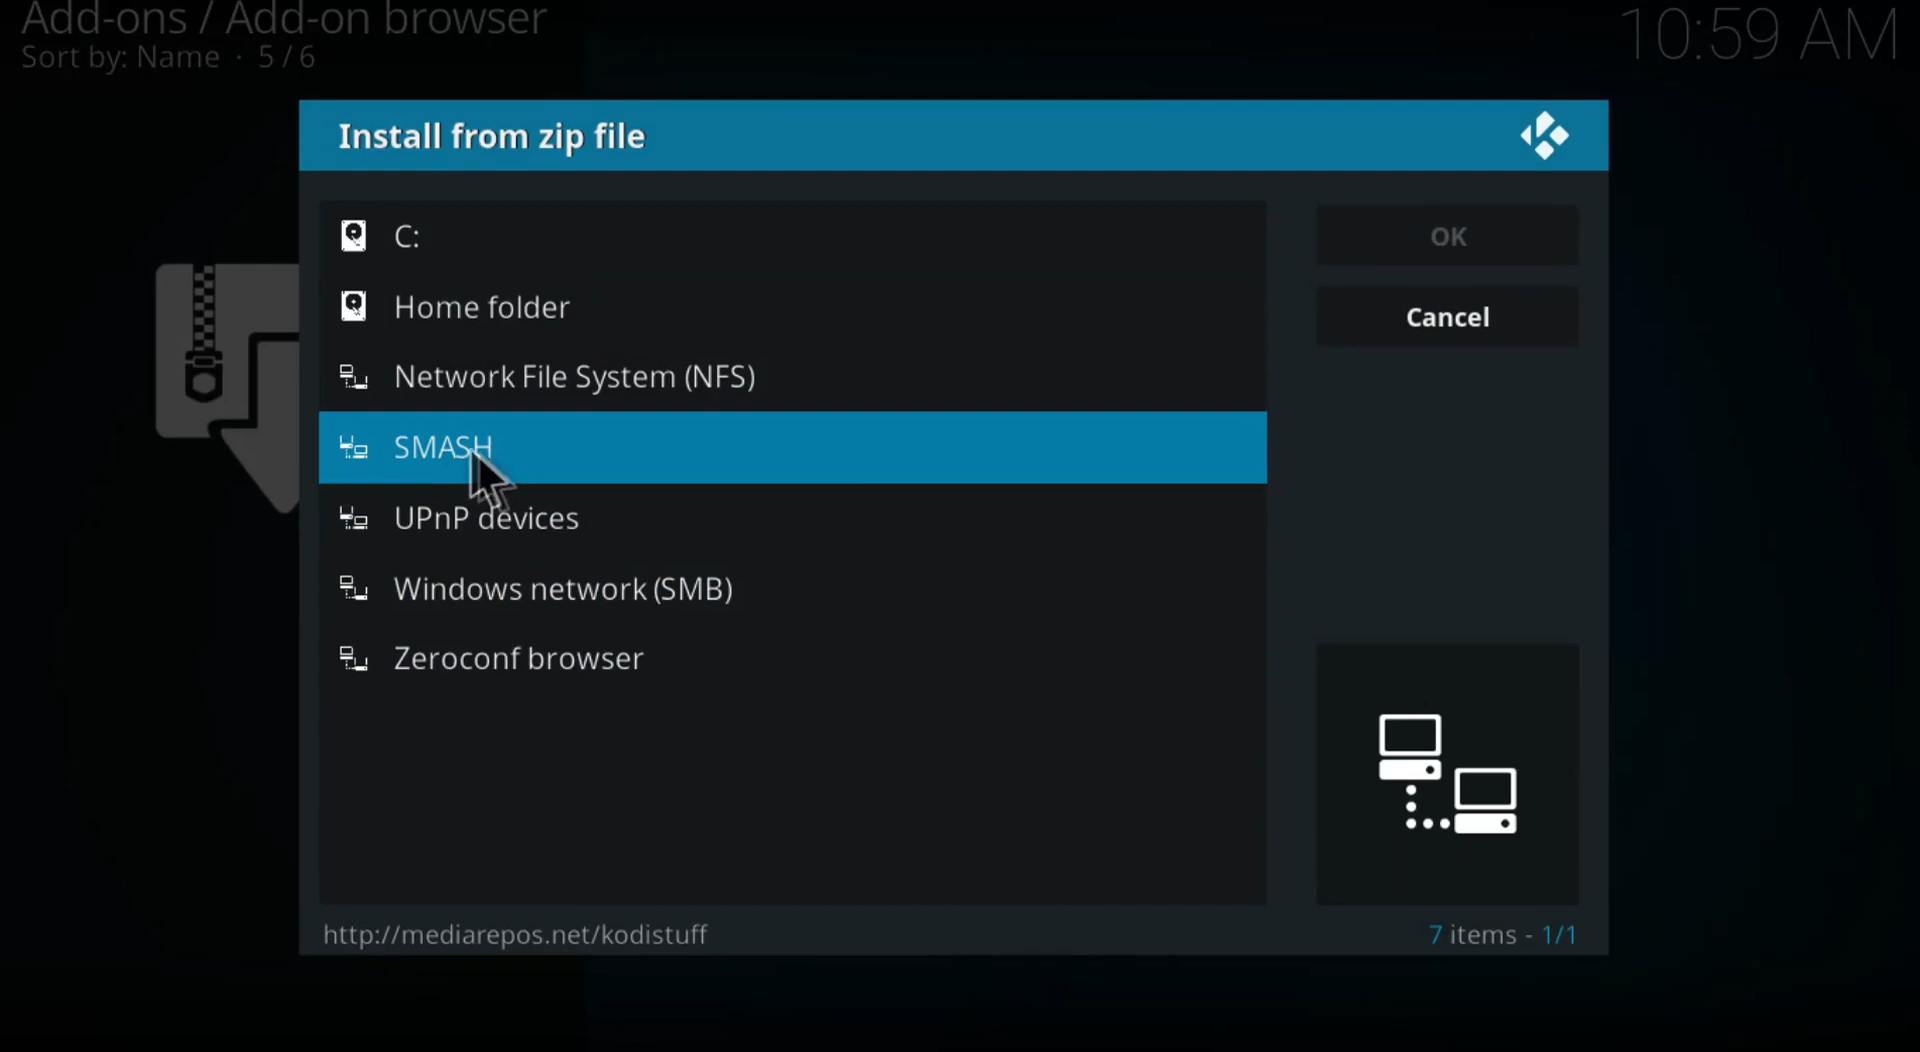 Add-ons / Add-on browser
Sort by: Name · 5 / 6
10:59 AM
Install from zip file
C:
Home folder
Network File System (NFS)
SMASH
UPnP devices
Windows network (SMB)
Zeroconf browser
OK
Cancel
http://mediarepos.net/kodistuff
7 items - 1/1